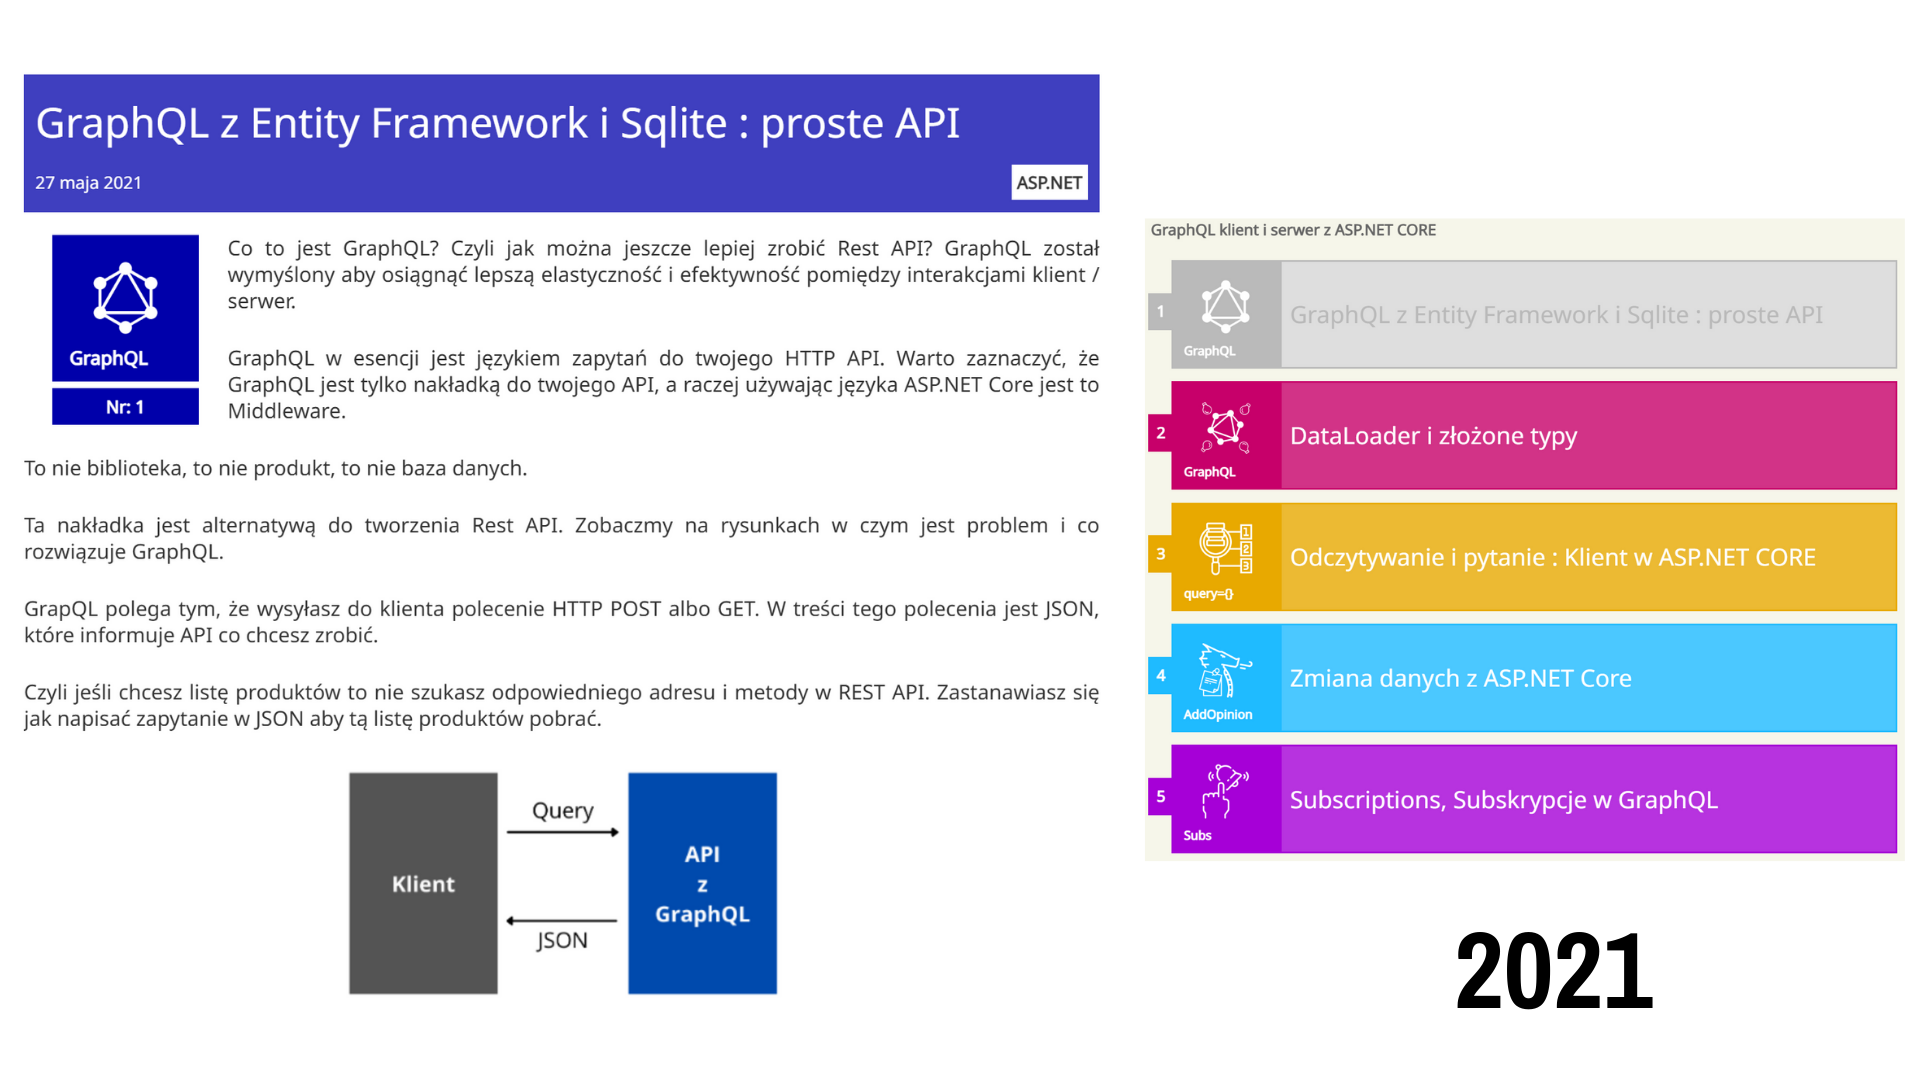 GraphQL z Entity Framework i Sqlite : proste API
27 maja 2021
ASP.NET
GraphQL
Nr: 1
Co to jest GraphQL? Czyli jak można jeszcze lepiej zrobić Rest API? GraphQL został
wymyślony aby osiągnąć lepszą elastyczność i efektywność pomiędzy interakcjami klient /
serwer.
GraphQL w esencji jest językiem zapytań do twojego HTTP API. Warto zaznaczyć, że
GraphQL jest tylko nakładką do twojego API, a raczej używając języka ASP.NET Core jest to
Middleware.
To nie biblioteka, to nie produkt, to nie baza danych.
Ta nakładka jest alternatywą do tworzenia Rest API. Zobaczmy na rysunkach w czym jest problem i co
rozwiązuje GraphQL.
GrapQL polega tym, że wysyłasz do klienta polecenie HTTP POST albo GET. W treści tego polecenia jest JSON,
które informuje API co chcesz zrobić.
Czyli jeśli chcesz listę produktów to nie szukasz odpowiedniego adresu i metody w REST API. Zastanawiasz się
jak napisać zapytanie w JSON aby tą listę produktów pobrać.
Klient
Query
JSON
API
z
GraphQL
GraphQL klient i serwer z ASP.NET CORE
1
GraphQL
GraphQL z Entity Framework i Sqlite : proste API
2
GraphQL
DataLoader i złożone typy
3
1
2
3
query={}
Odczytywanie i pytanie : Klient w ASP.NET CORE
4
AddOpinion
Zmiana danych z ASP.NET Core
5
Subs
Subscriptions, Subskrypcje w GraphQL
2021